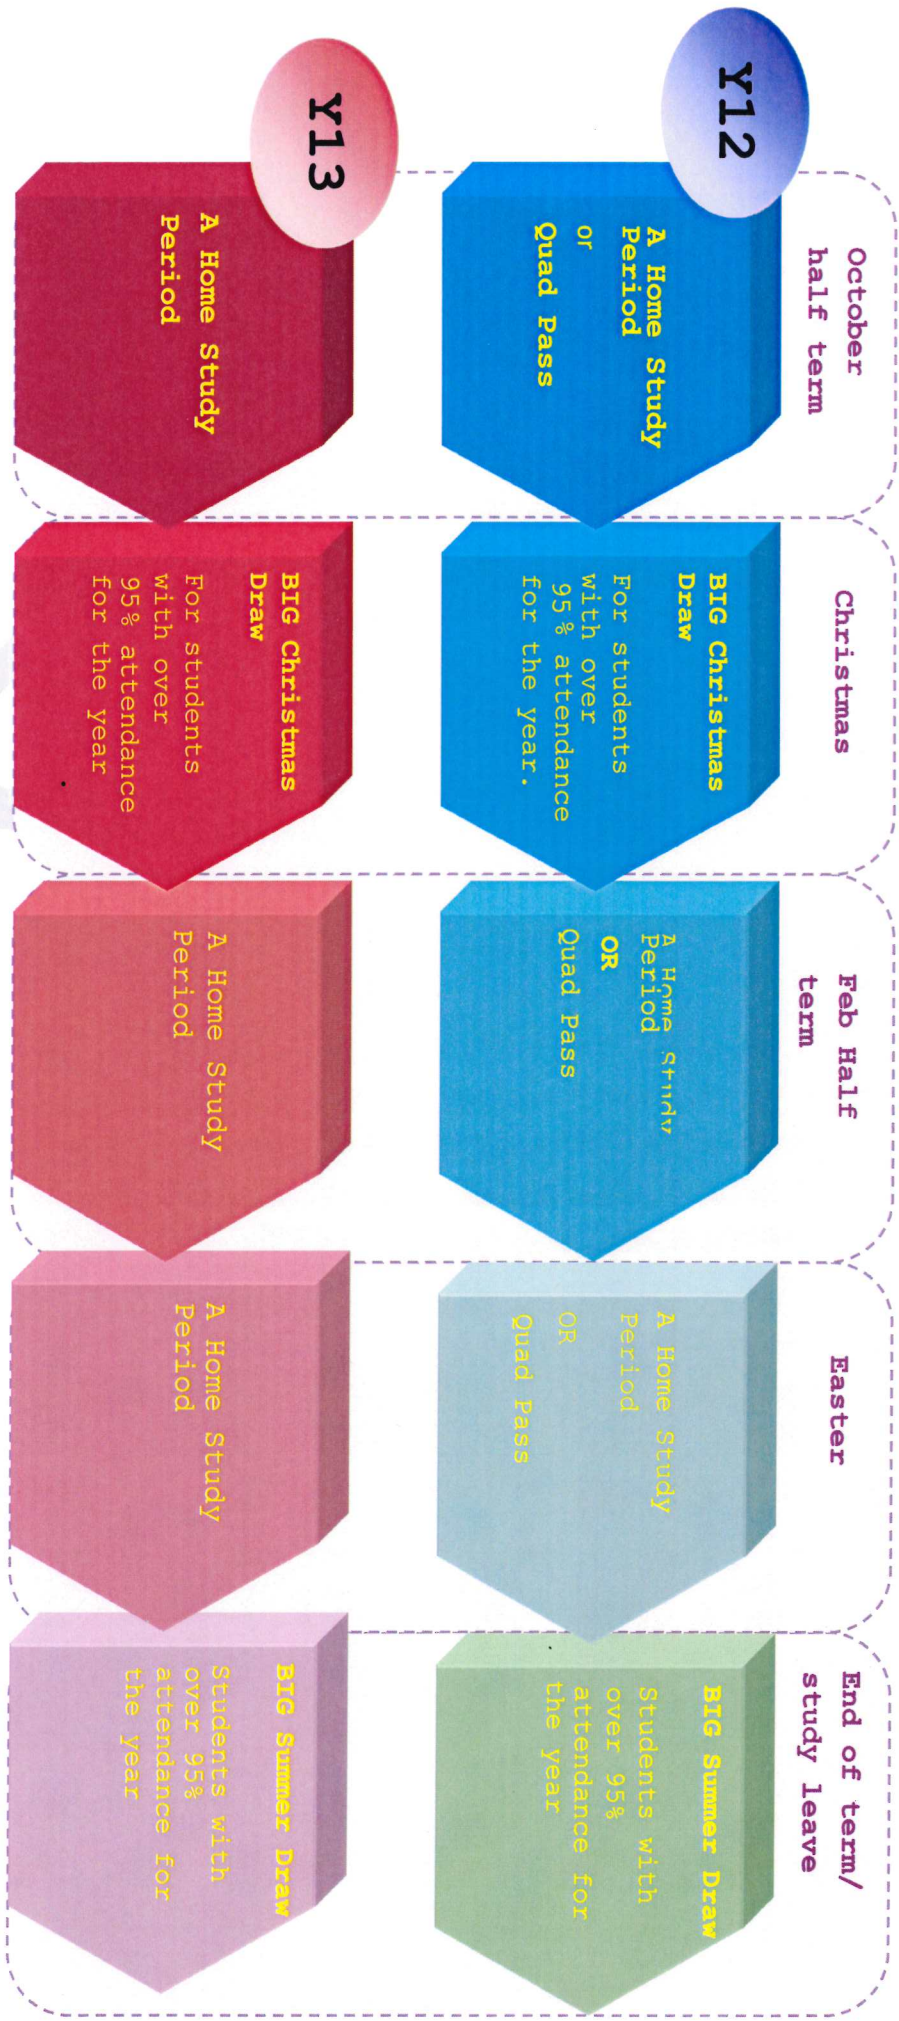 October
half term
Christmas
Feb Half
term
Easter
End of term/
study leave
Y12
A Home Study
Period
or
Quad Pass
BIG Christmas
Draw
For students
with over
95% attendance
for the year.
A Home Study
Period
OR
Quad Pass
A Home Study
Period
OR
Quad Pass
BIG Summer Draw
Students with
over 95%
attendance for
the year
Y13
A Home Study
Period
BIG Christmas
Draw
For students
with over
95% attendance
for the year
A Home Study
Period
A Home Study
Period
BIG Summer Draw
Students with
over 95%
attendance for
the year